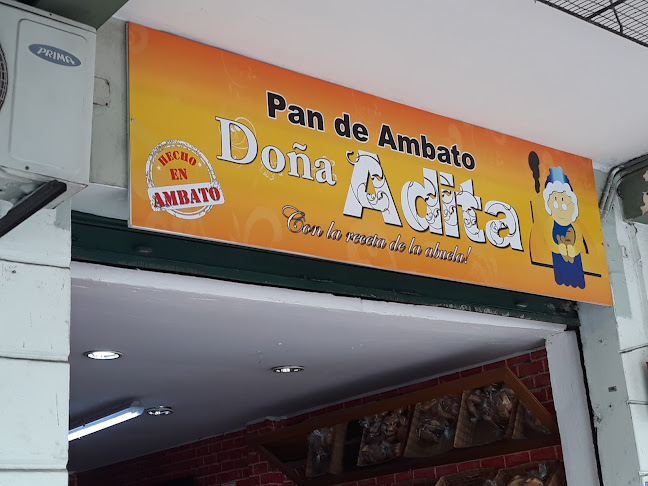 PRIMA
Pan de Ambato
Doña Adita
HECHO
EN
AMBATO
Con la receta de la abuela!